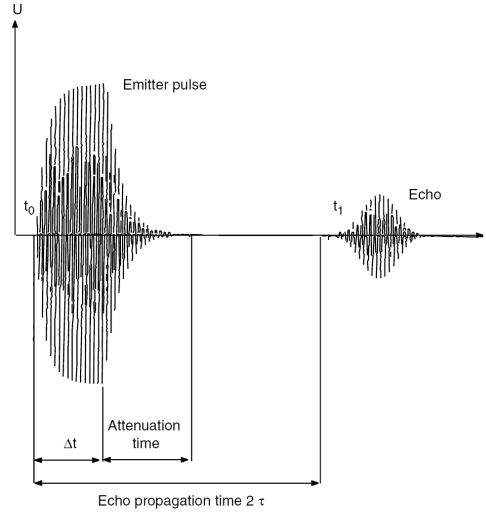 U
Emitter pulse
t0
t1
Echo
Attenuation
time
Δt
Echo propagation time 2 τ